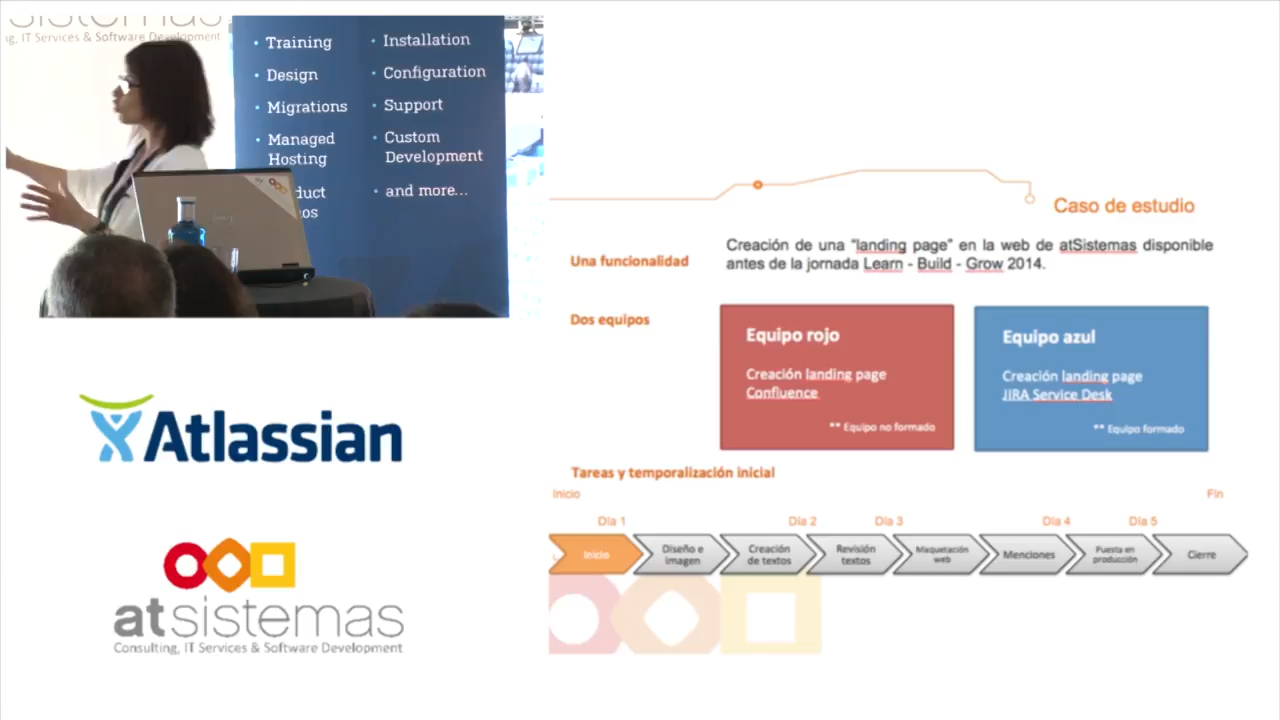 sistemas
g, IT Services & Software Development
• Training
• Design
• Migrations
• Managed
Hosting
duct
os
• Installation
• Configuration
• Support
• Custom
Development
• and more...
Atlassian
atsistemas
Consulting, IT Services & Software Development
Caso de estudio
Una funcionalidad
Creación de una “landing page” en la web de atSistemas disponible
antes de la jornada Learn - Build - Grow 2014.
Dos equipos
Equipo rojo
Creación landing page
Confluence
** Equipo no formado
Equipo azul
Creación landing page
JIRA Service Desk
** Equipo formado
Tareas y temporalización inicial
Inicio
Fin
Día 1
Día 2
Día 3
Día 4
Día 5
Inicio
Diseño e
imagen
Creación
de textos
Revisión
textos
Maquetación
web
Menciones
Puesta en
producción
Cierre